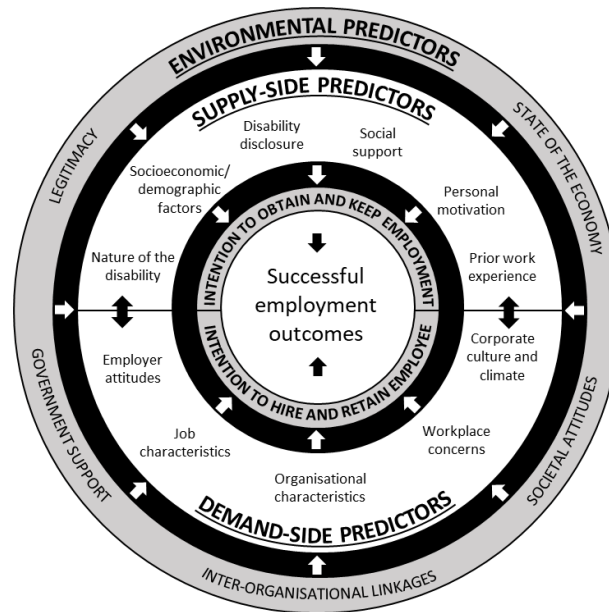 ENVIRONMENTAL PREDICTORS
LEGITIMACY
STATE OF THE ECONOMY
SUPPLY-SIDE PREDICTORS
Disability
disclosure
Social
support
Socioeconomic/
demographic
factors
Personal
motivation
Nature of the
disability
Prior work
experience
INTENTION TO OBTAIN AND KEEP EMPLOYMENT
Successful
employment
outcomes
INTENTION TO HIRE AND RETAIN EMPLOYEE
Employer
attitudes
Corporate
culture and
climate
Job
characteristics
Workplace
concerns
Organisational
characteristics
DEMAND-SIDE PREDICTORS
GOVERNMENT SUPPORT
SOCIETAL ATTITUDES
INTER-ORGANISATIONAL LINKAGES